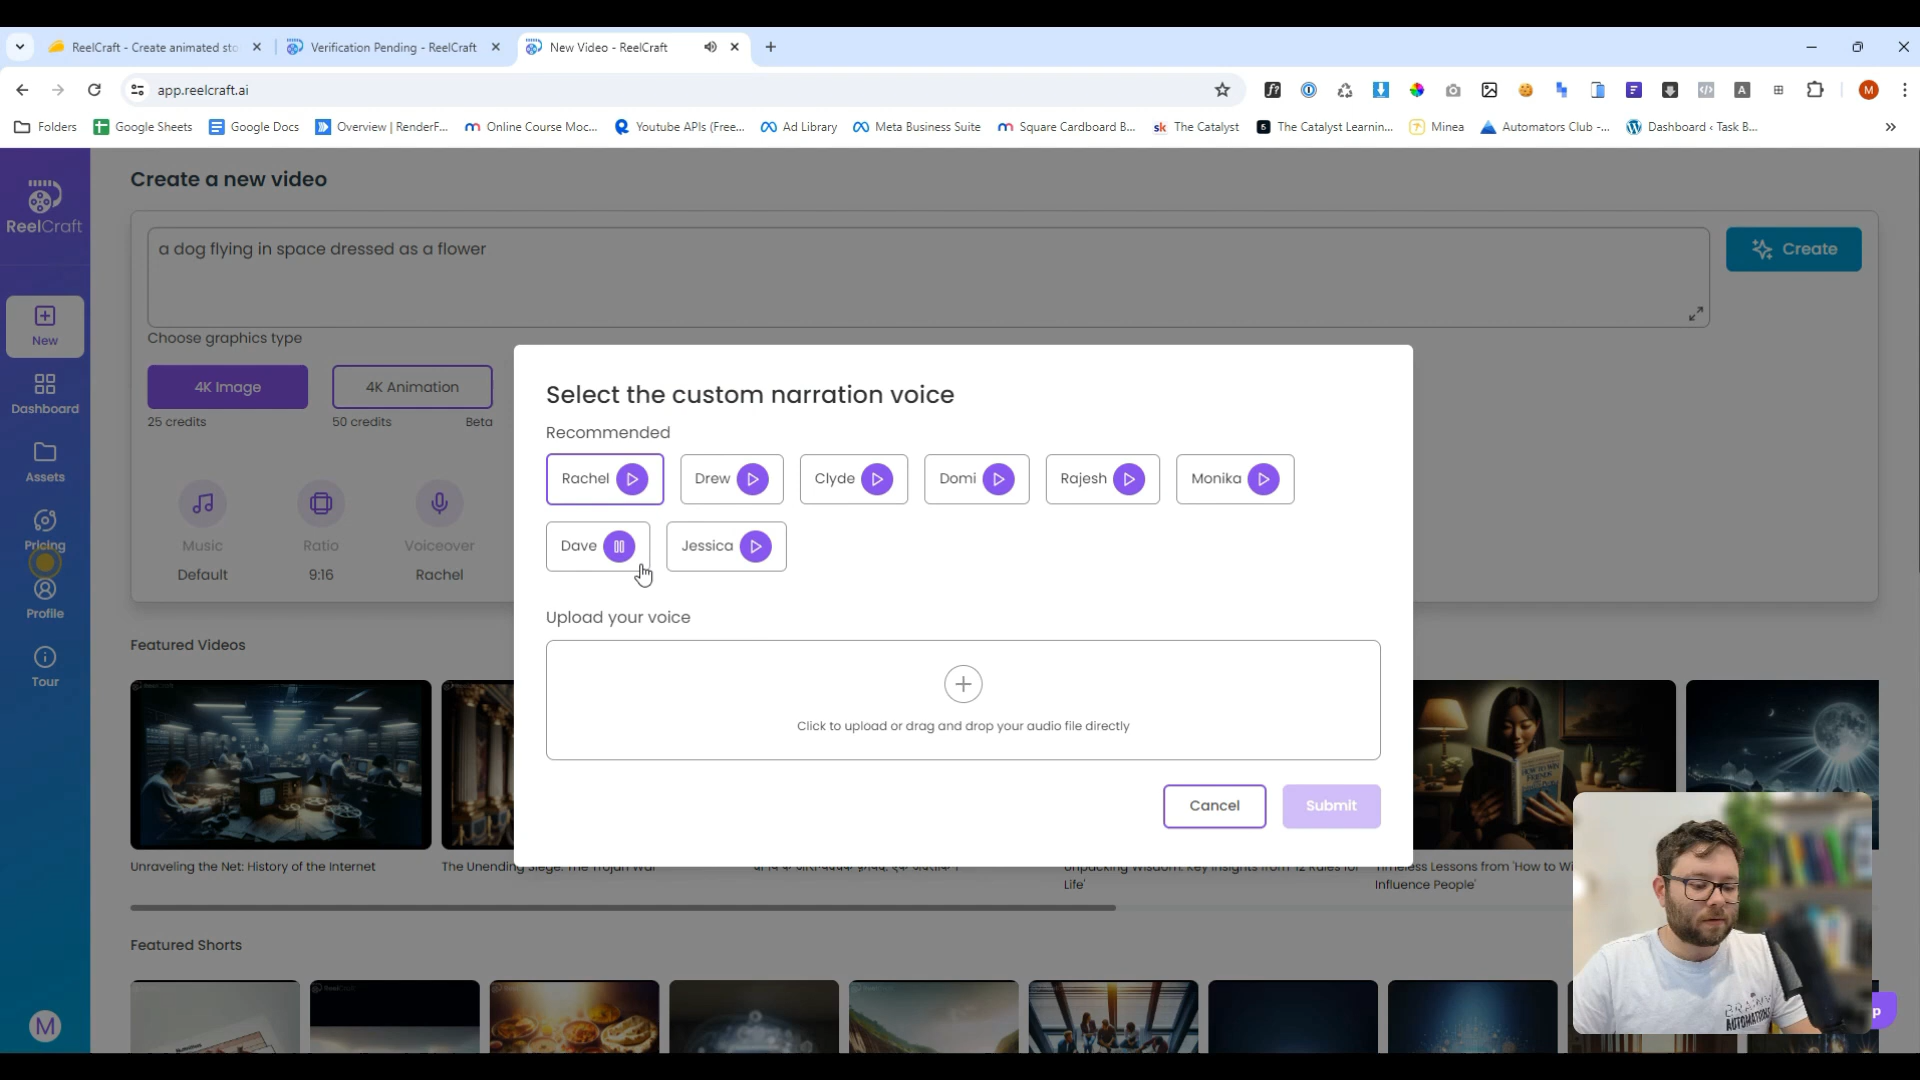 ReelCraft - Create animated sto
Verification Pending - ReelCraft
New Video - ReelCraft
app.reelcraft.ai
M
Folders
Google Sheets
Google Docs
Overview | RenderF...
Online Course Moc...
Youtube APIs (Free...
Ad Library
Meta Business Suite
Square Cardboard B...
The Catalyst
The Catalyst Learnin...
Minea
Automators Club -...
Dashboard ‹ Task B...
ReelCraft
New
Dashboard
Assets
Pricing
Profile
Tour
M
Create a new video
a dog flying in space dressed as a flower
Create
Choose graphics type
4K Image
4K Animation
25 credits
50 credits
Beta
Music
Ratio
Voiceover
Default
9:16
Rachel
Select the custom narration voice
Recommended
Rachel
Drew
Clyde
Domi
Rajesh
Monika
Dave
Jessica
Upload your voice
Click to upload or drag and drop your audio file directly
Cancel
Submit
Featured Videos
Unraveling the Net: History of the Internet
The Unending Siege: The Trojan War
Unpacking Wisdom: Key Insights from '12 Rules for
Life'
Timeless Lessons from 'How to Wi
Influence People'
Featured Shorts
AUTOMATIONS
p